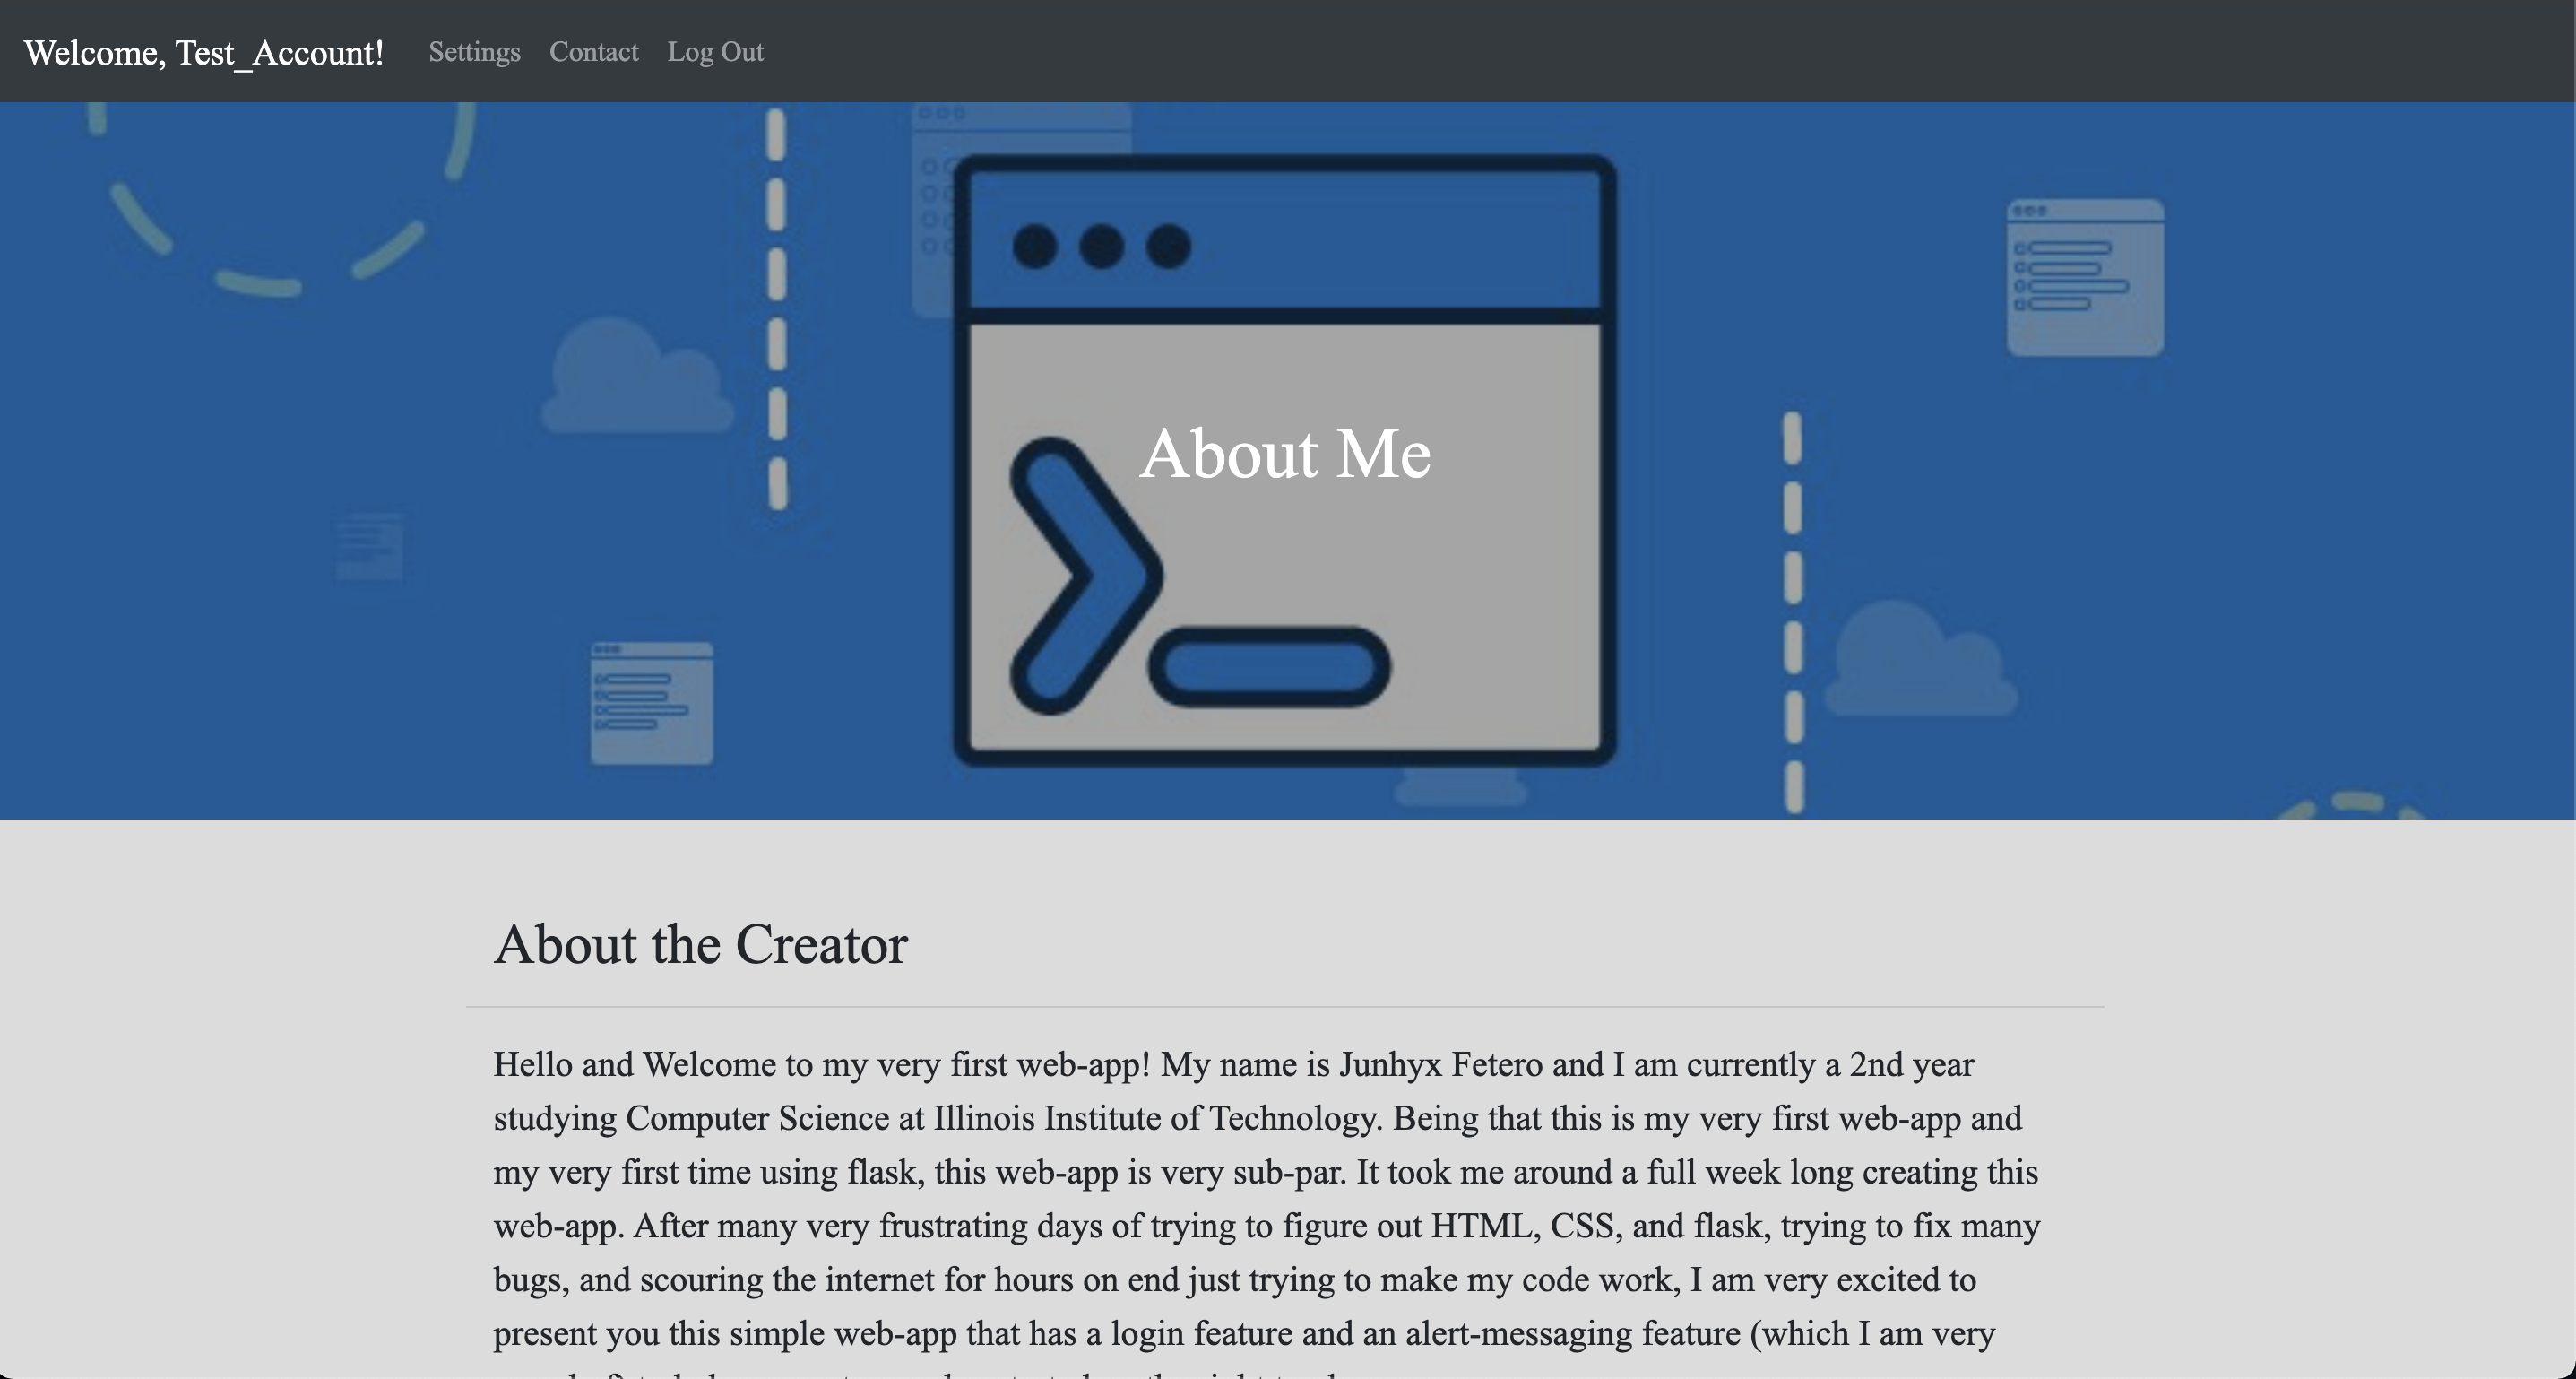 Welcome, Test_Account! Settings Contact Log Out
About Me
About the Creator
Hello and Welcome to my very first web-app! My name is Junhyx Fetero and I am currently a 2nd year
studying Computer Science at Illinois Institute of Technology. Being that this is my very first web-app and
my very first time using flask, this web-app is very sub-par. It took me around a full week long creating this
web-app. After many very frustrating days of trying to figure out HTML, CSS, and flask, trying to fix many
bugs, and scouring the internet for hours on end just trying to make my code work, I am very excited to
present you this simple web-app that has a login feature and an alert-messaging feature (which I am very